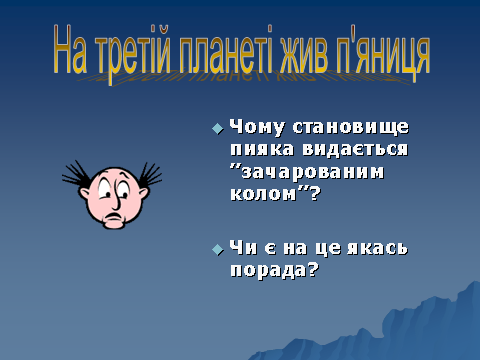 На третій планеті жив п'яниця
Чому становище
пияка видається
"зачарованим
колом"?
Чи є на це якась
порада?